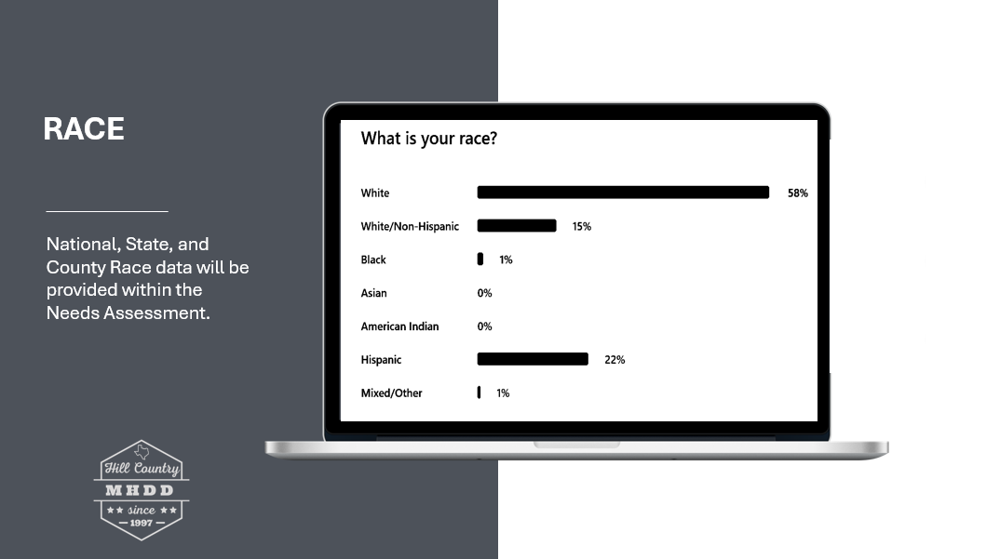 RACE
National, State, and
County Race data will be
provided within the
Needs Assessment.
What is your race?
White 58%
White/Non-Hispanic 15%
Black 1%
Asian 0%
American Indian 0%
Hispanic 22%
Mixed/Other 1%
Hill Country
MHDD
since
1997